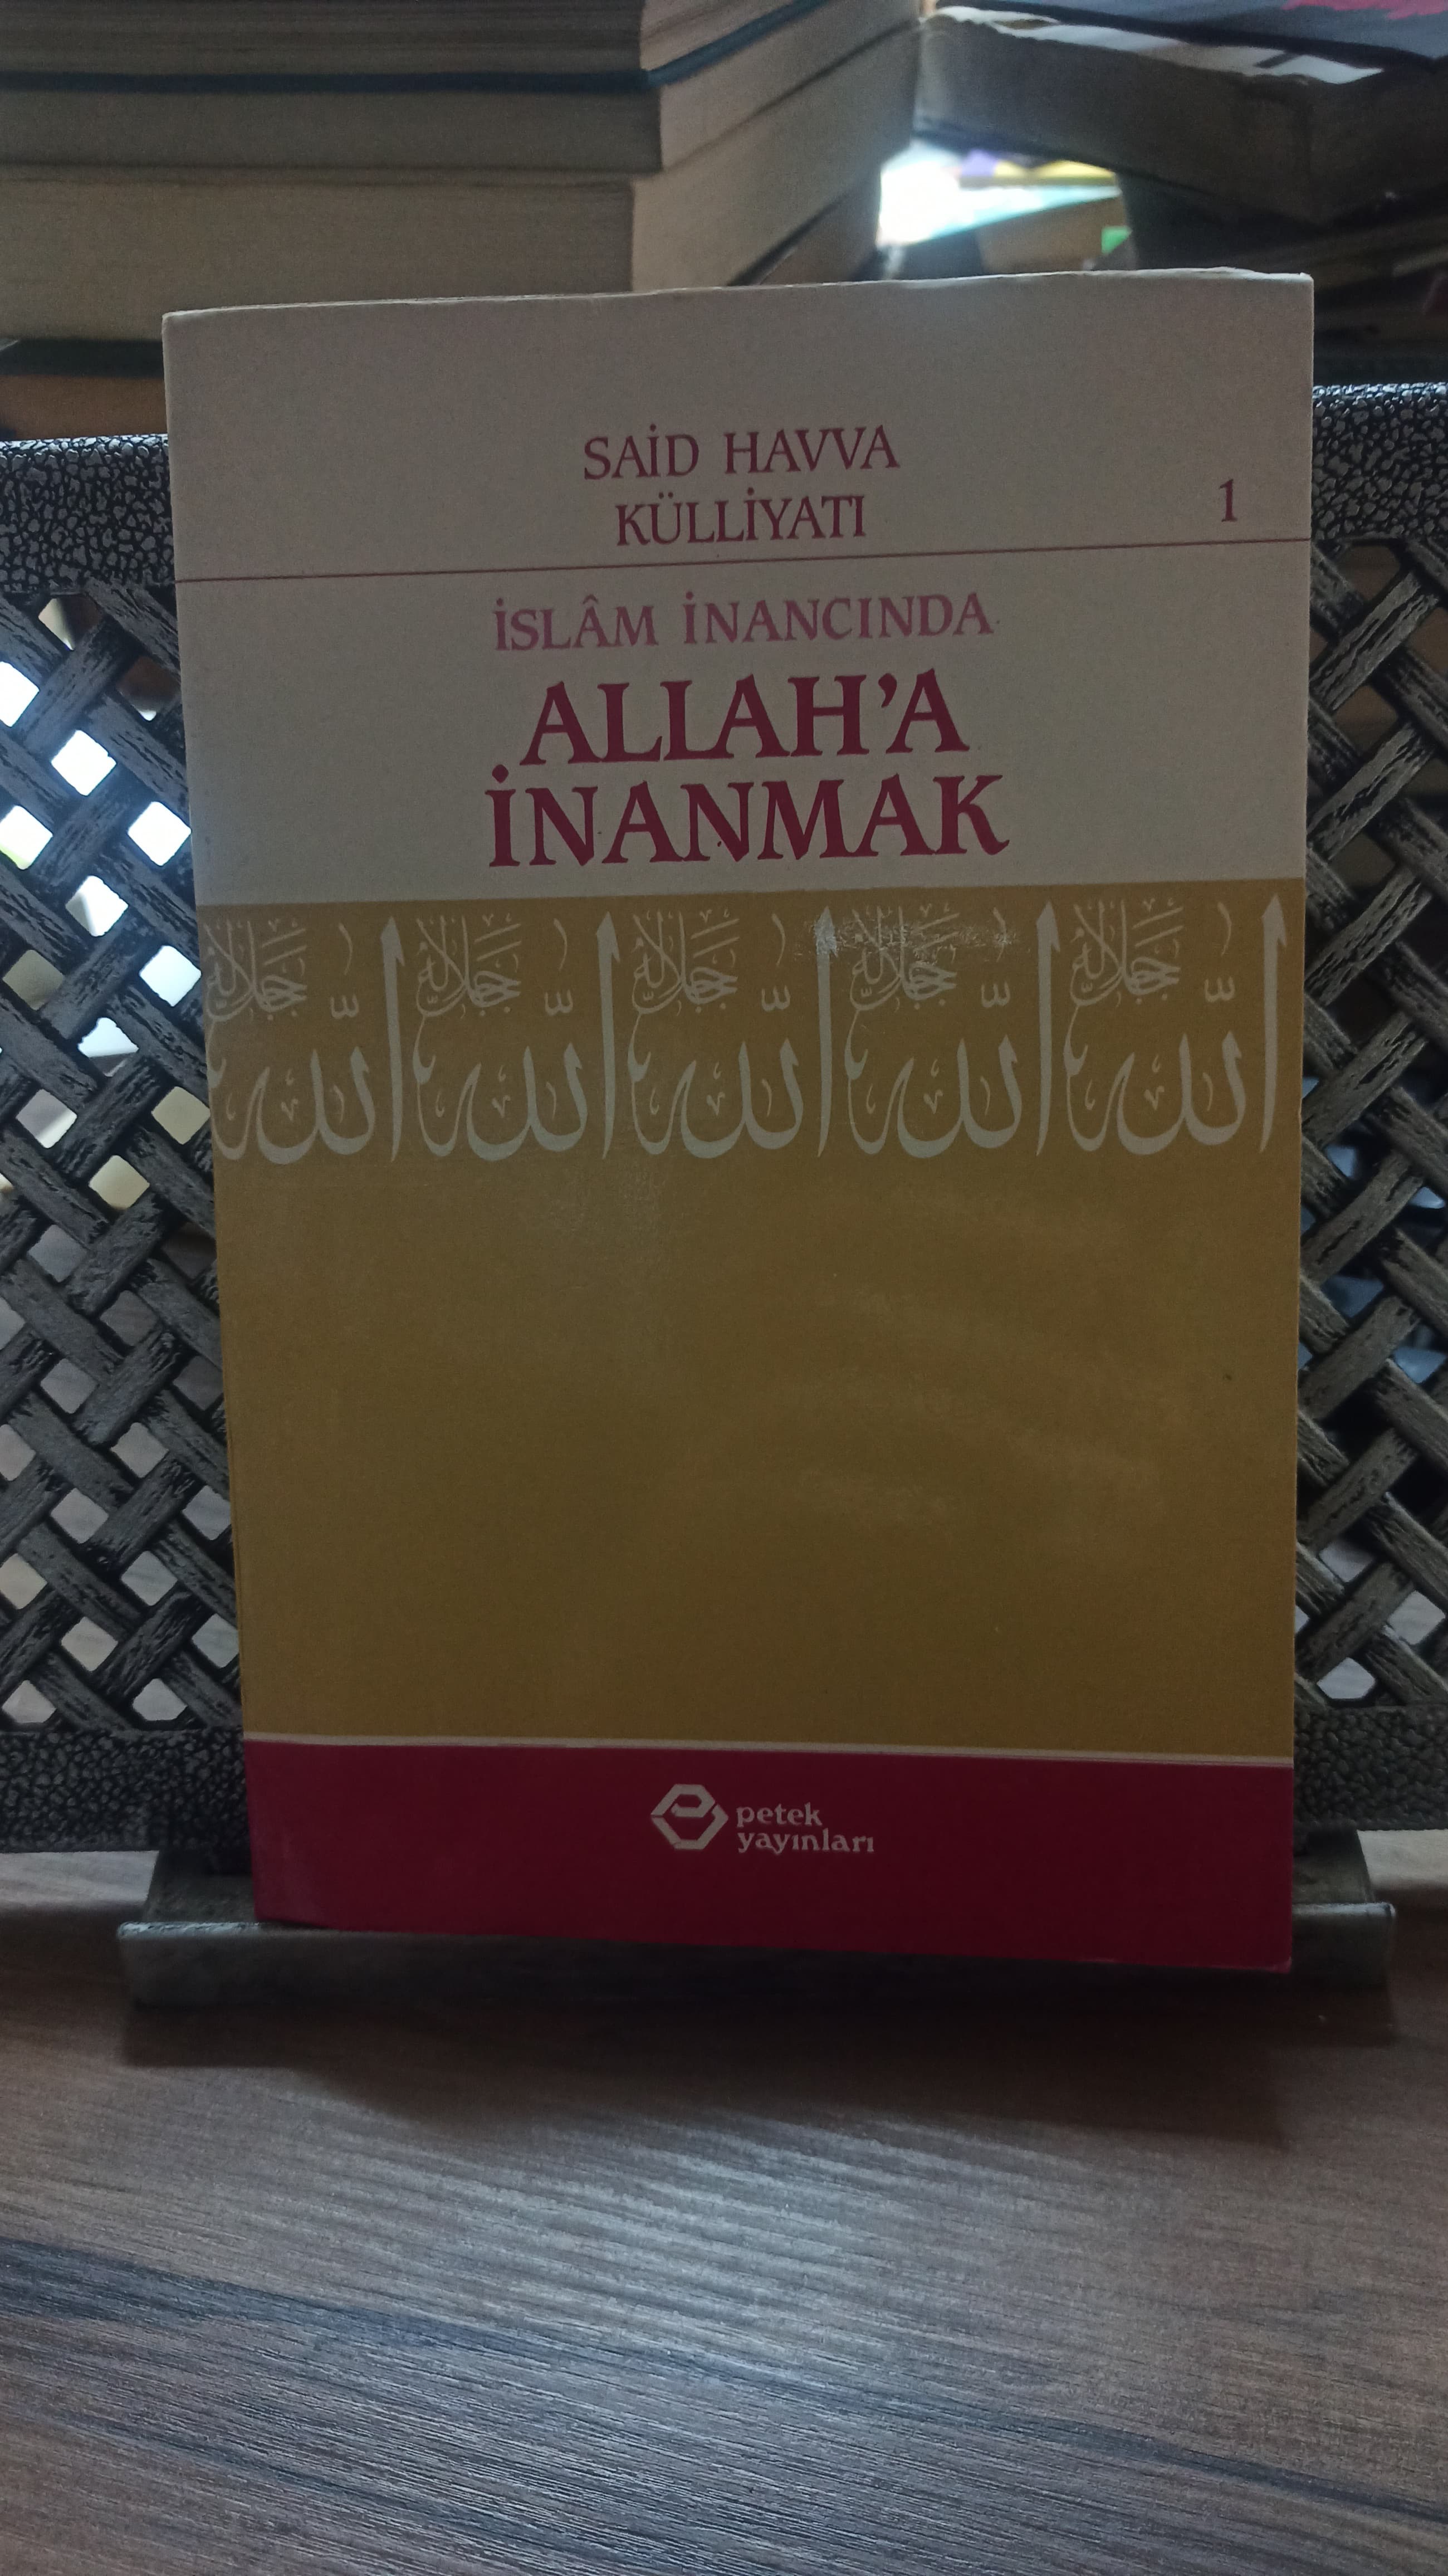 SAİD HAVVA
KÜLLİYATI
1
İSLÂM İNANCINDA
ALLAH'A
İNANMAK
الله جل جلاله الله جل جلاله الله جل جلاله الله جل جلاله الله جل جلاله
petek
yayınları